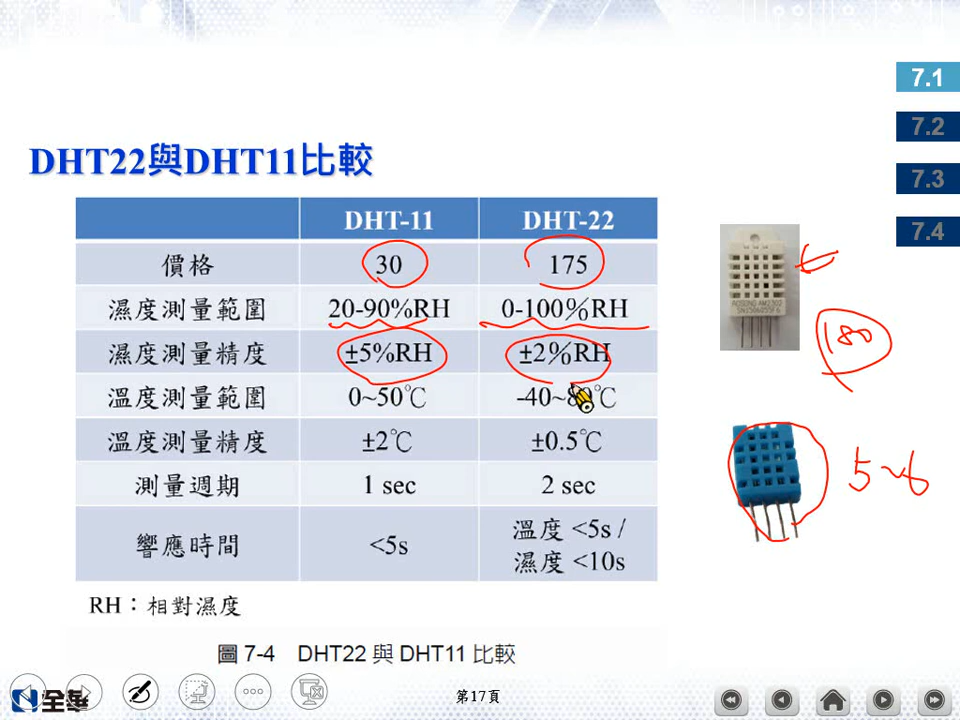 7.1
7.2
7.3
7.4
DHT22與DHT11比較
DHT-11 DHT-22
價格 30 175
濕度測量範圍 20-90%RH 0-100%RH
濕度測量精度 ±5%RH ±2%RH
溫度測量範圍 0~50℃ -40~80℃
溫度測量精度 ±2℃ ±0.5℃
測量週期 1 sec 2 sec
響應時間 <5s 溫度 <5s /
濕度 <10s
180
5~6
RH：相對濕度
圖 7-4 DHT22 與 DHT11 比較
全華
第17頁